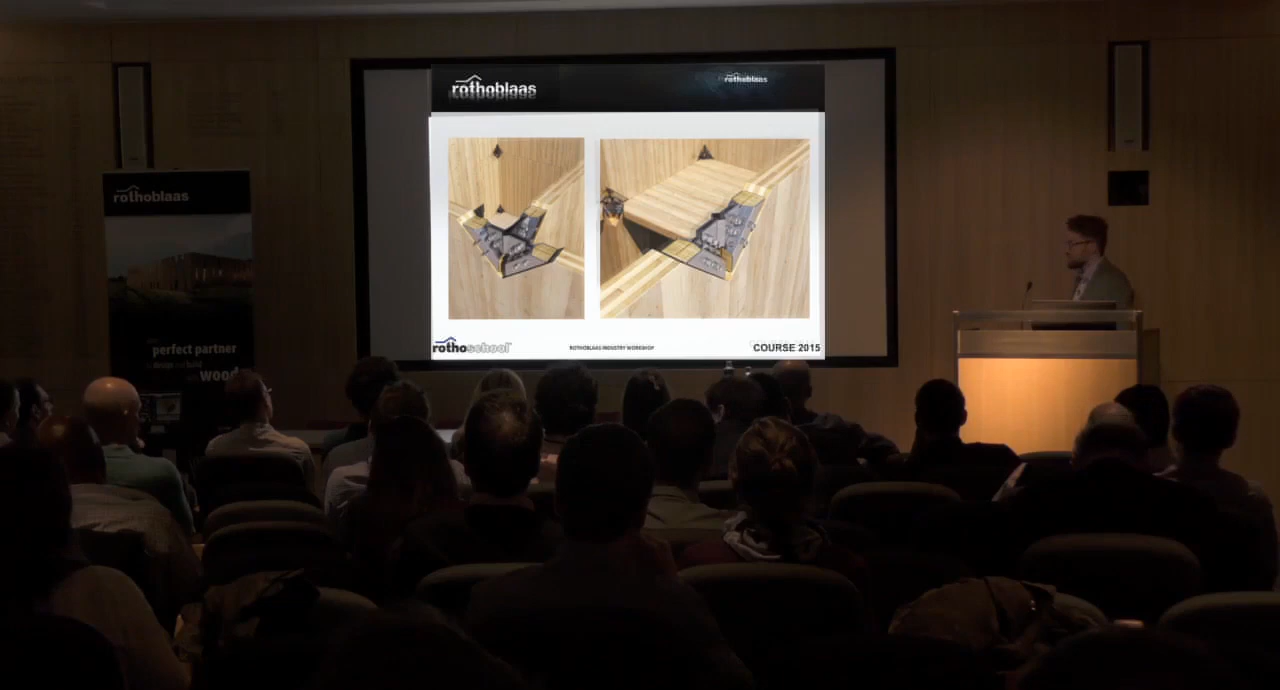 rothoblaas
rothoblaas
rothoschool
ROTHOBLAAS INDUSTRY WORKSHOP
COURSE 2015
rothoblaas
perfect partner
wood